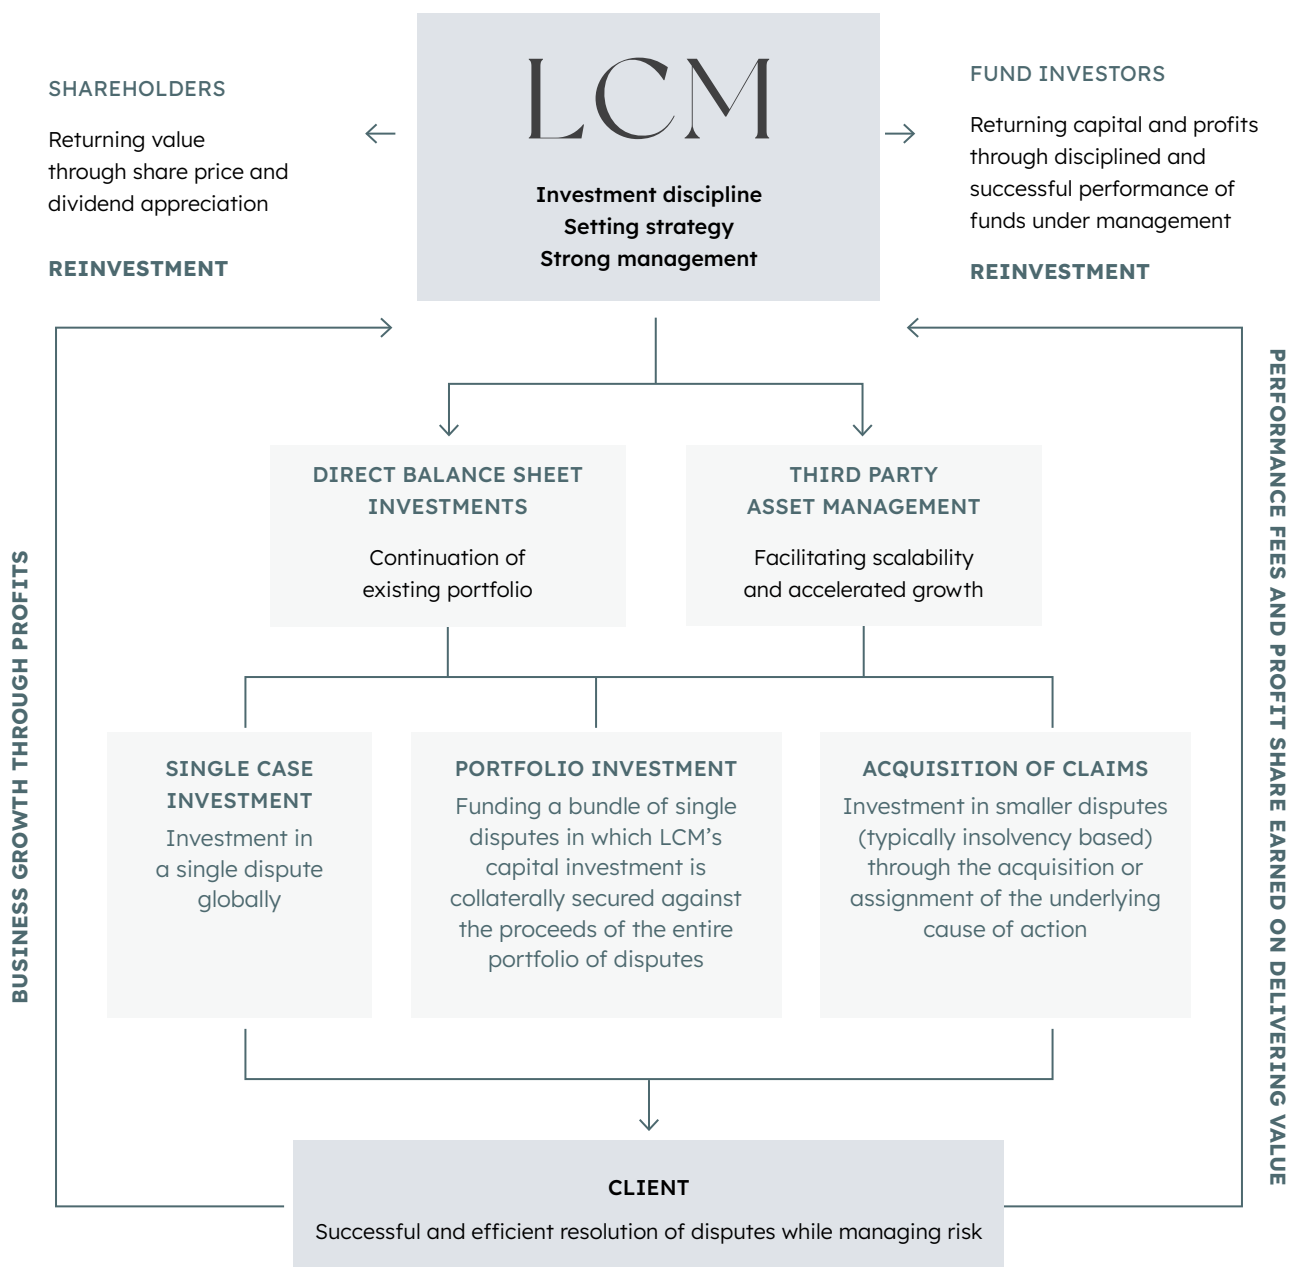 SHAREHOLDERS
Returning value
through share price and
dividend appreciation
REINVESTMENT
LCM
Investment discipline
Setting strategy
Strong management
FUND INVESTORS
Returning capital and profits
through disciplined and
successful performance of
funds under management
REINVESTMENT
BUSINESS GROWTH THROUGH PROFITS
PERFORMANCE FEES AND PROFIT SHARE EARNED ON DELIVERING VALUE
DIRECT BALANCE SHEET
INVESTMENTS
Continuation of
existing portfolio
THIRD PARTY
ASSET MANAGEMENT
Facilitating scalability
and accelerated growth
SINGLE CASE
INVESTMENT
Investment in
a single dispute
globally
PORTFOLIO INVESTMENT
Funding a bundle of single
disputes in which LCM’s
capital investment is
collaterally secured against
the proceeds of the entire
portfolio of disputes
ACQUISITION OF CLAIMS
Investment in smaller disputes
(typically insolvency based)
through the acquisition or
assignment of the underlying
cause of action
CLIENT
Successful and efficient resolution of disputes while managing risk